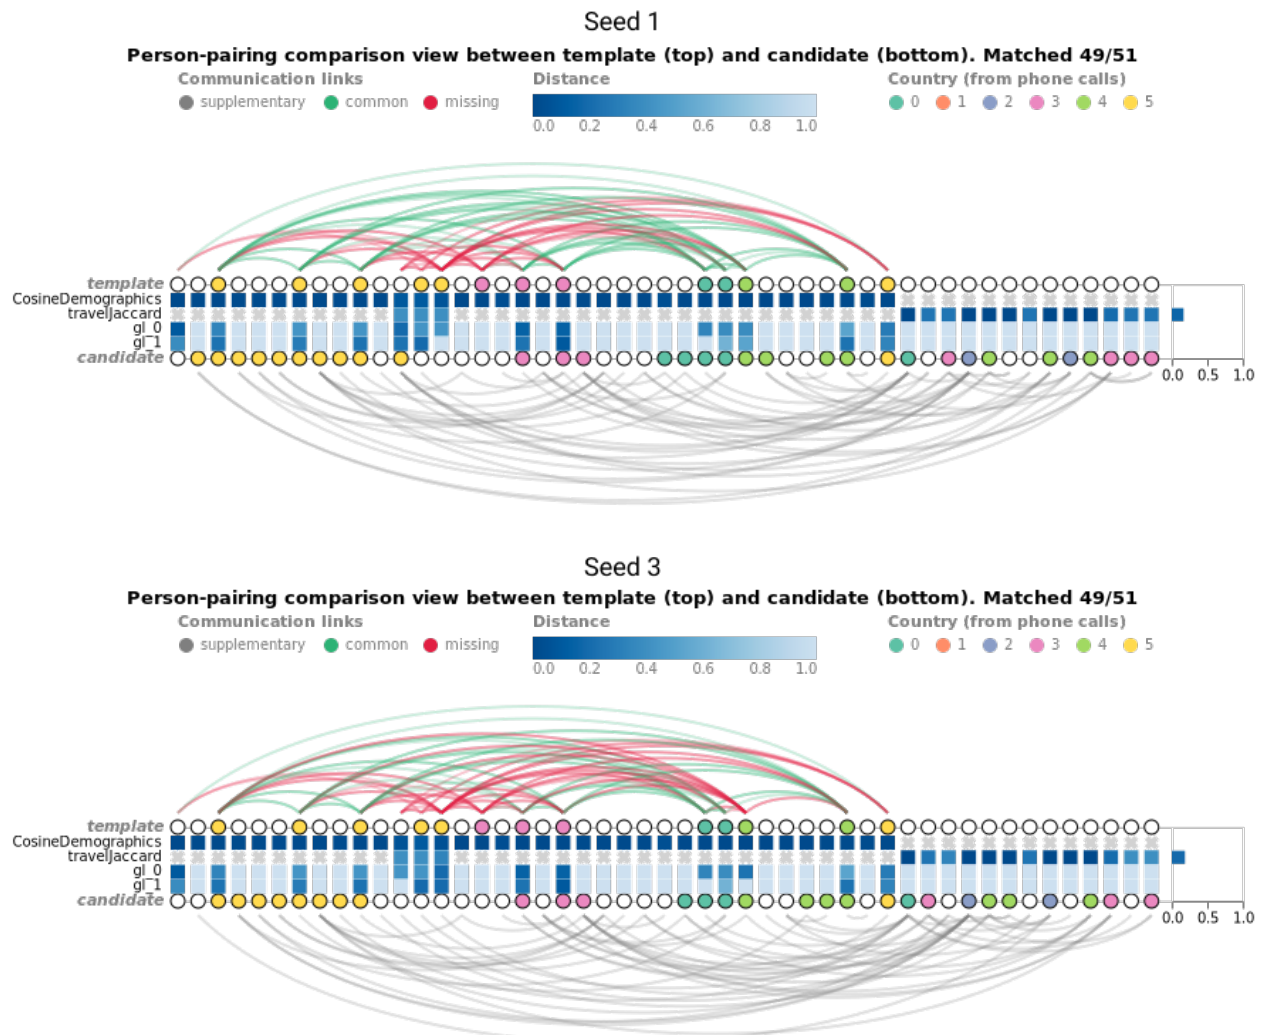 Seed 1
Person-pairing comparison view between template (top) and candidate (bottom). Matched 49/51
Communication links Distance Country (from phone calls)
supplementary common missing 0 1 2 3 4 5
0.0 0.2 0.4 0.6 0.8 1.0
template
CosineDemographics
travelJaccard
gl_0
gl_1
candidate
0.0 0.5 1.0
Seed 3
Person-pairing comparison view between template (top) and candidate (bottom). Matched 49/51
Communication links Distance Country (from phone calls)
supplementary common missing 0 1 2 3 4 5
0.0 0.2 0.4 0.6 0.8 1.0
template
CosineDemographics
travelJaccard
gl_0
gl_1
candidate
0.0 0.5 1.0